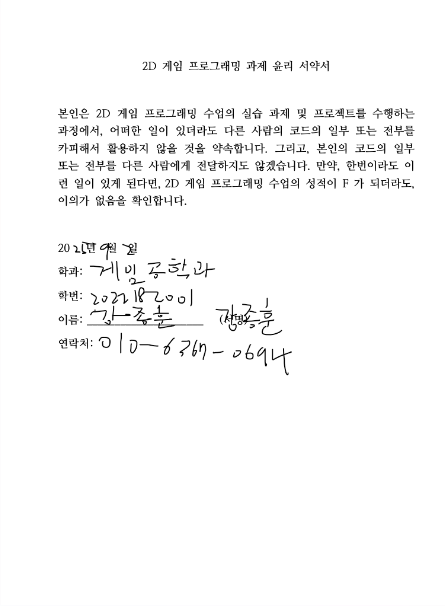 2D 게임 프로그래밍 과제 윤리 서약서
본인은 2D 게임 프로그래밍 수업의 실습 과제 및 프로젝트를 수행하는
과정에서, 어떠한 일이 있더라도 다른 사람의 코드의 일부 또는 전부를
카피해서 활용하지 않을 것을 약속합니다. 그리고, 본인의 코드의 일부
또는 전부를 다른 사람에게 전달하지도 않겠습니다. 만약, 한번이라도 이
런 일이 있게 된다면, 2D 게임 프로그래밍 수업의 성적이 F 가 되더라도,
이의가 없음을 확인합니다.
20 년 9월 일
학과: 게임공학과
학번: 2022182001
이름: 강종훈 강종훈
연락처: 010-6367-0694